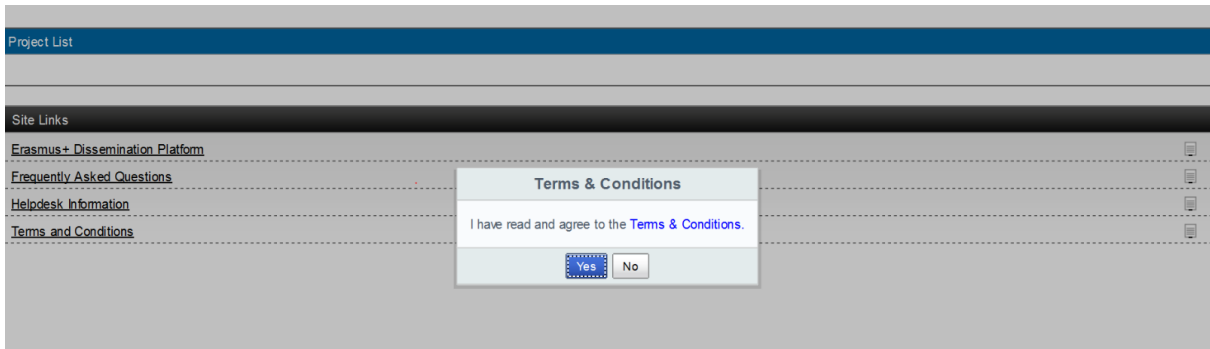 Project List
Site Links
Erasmus+ Dissemination Platform
Frequently Asked Questions
Helpdesk Information
Terms and Conditions
Terms & Conditions
I have read and agree to the Terms & Conditions.
Yes No